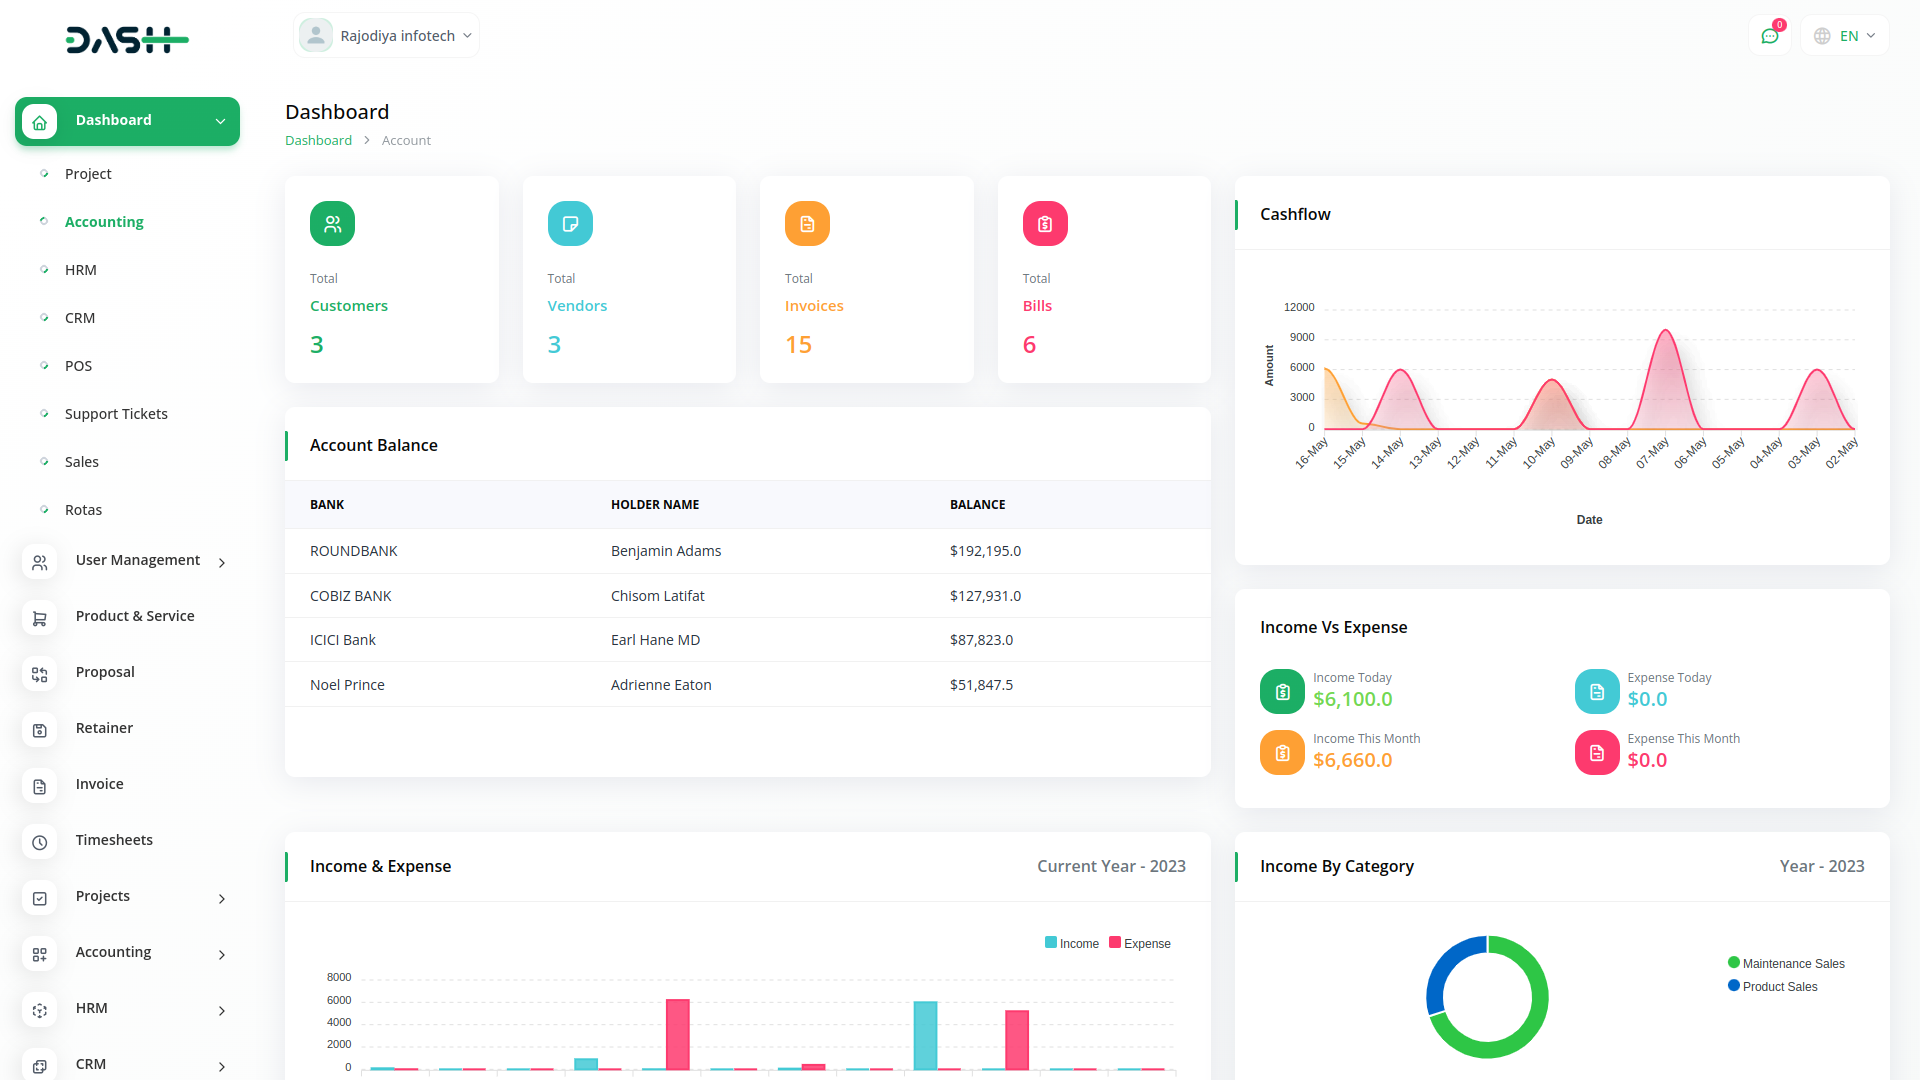 DASH
Rajodiya infotech
0
EN
Dashboard
Project
Accounting
HRM
CRM
POS
Support Tickets
Sales
Rotas
User Management
Product & Service
Proposal
Retainer
Invoice
Timesheets
Projects
Accounting
HRM
CRM
Dashboard
Dashboard > Account
Total
Customers
3
Total
Vendors
3
Total
Invoices
15
Total
Bills
6
Account Balance
BANK HOLDER NAME BALANCE
ROUNDBANK Benjamin Adams $192,195.0
COBIZ BANK Chisom Latifat $127,931.0
ICICI Bank Earl Hane MD $87,823.0
Noel Prince Adrienne Eaton $51,847.5
Cashflow
12000
9000
6000
3000
0
Amount
16-May 15-May 14-May 13-May 12-May 11-May 10-May 09-May 08-May 07-May 06-May 05-May 04-May 03-May 02-May
Date
Income Vs Expense
Income Today
$6,100.0
Expense Today
$0.0
Income This Month
$6,660.0
Expense This Month
$0.0
Income & Expense Current Year - 2023
Income Expense
8000
6000
4000
2000
0
Income By Category Year - 2023
Maintenance Sales
Product Sales